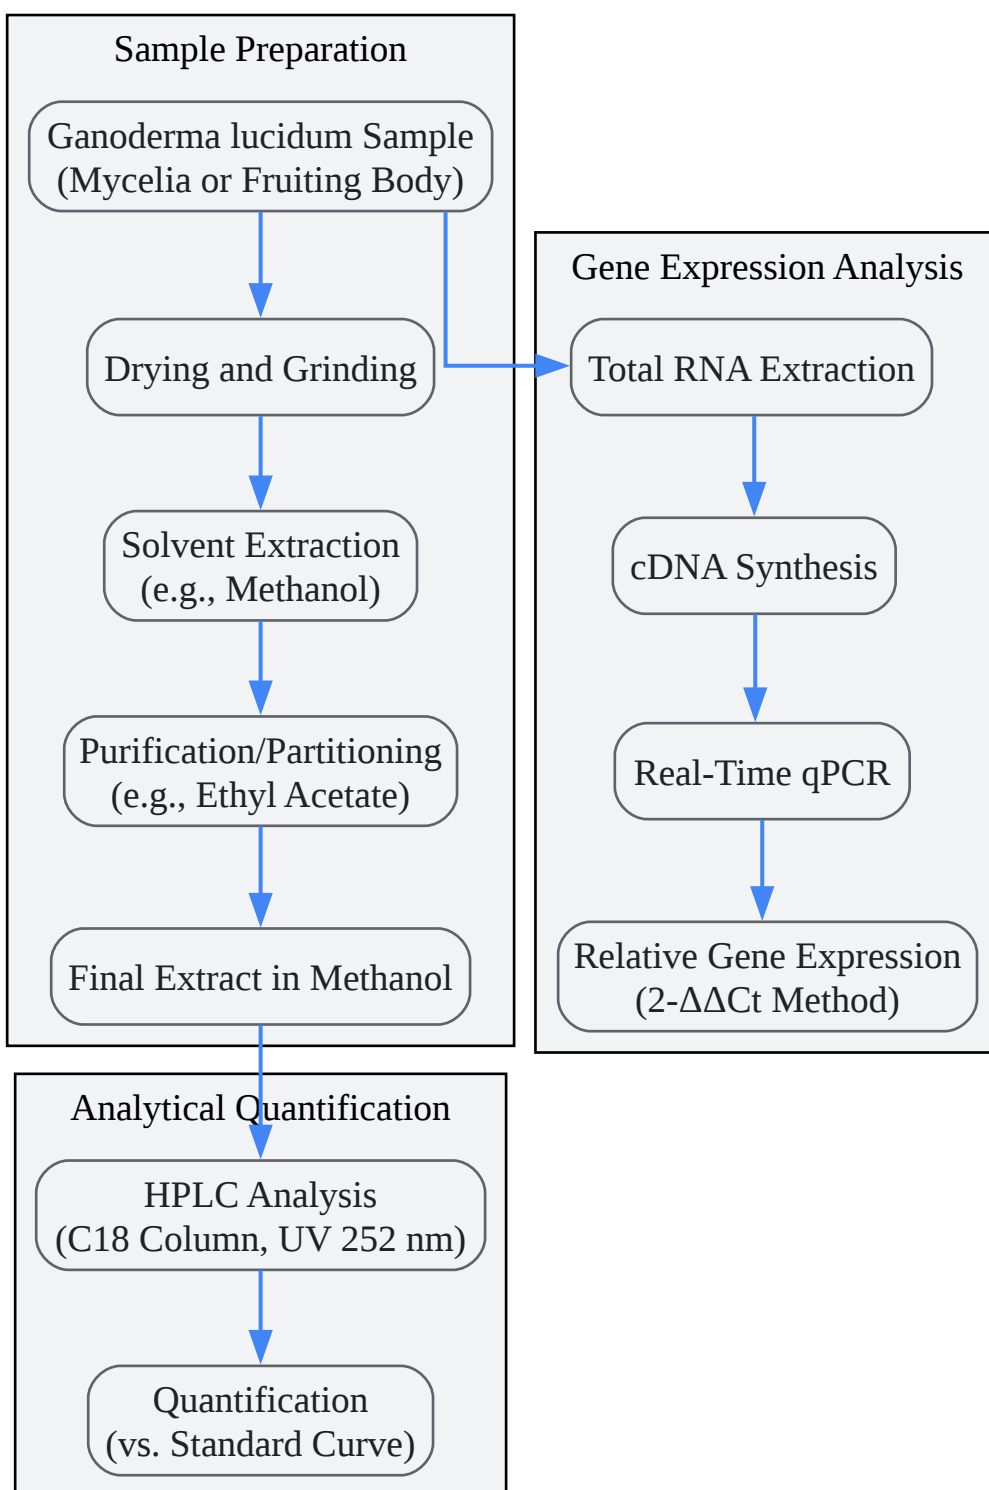 Sample Preparation
Ganoderma lucidum Sample
(Mycelia or Fruiting Body)
Drying and Grinding
Solvent Extraction
(e.g., Methanol)
Purification/Partitioning
(e.g., Ethyl Acetate)
Final Extract in Methanol
Gene Expression Analysis
Total RNA Extraction
cDNA Synthesis
Real-Time qPCR
Relative Gene Expression
(2-ΔΔCt Method)
Analytical Quantification
HPLC Analysis
(C18 Column, UV 252 nm)
Quantification
(vs. Standard Curve)